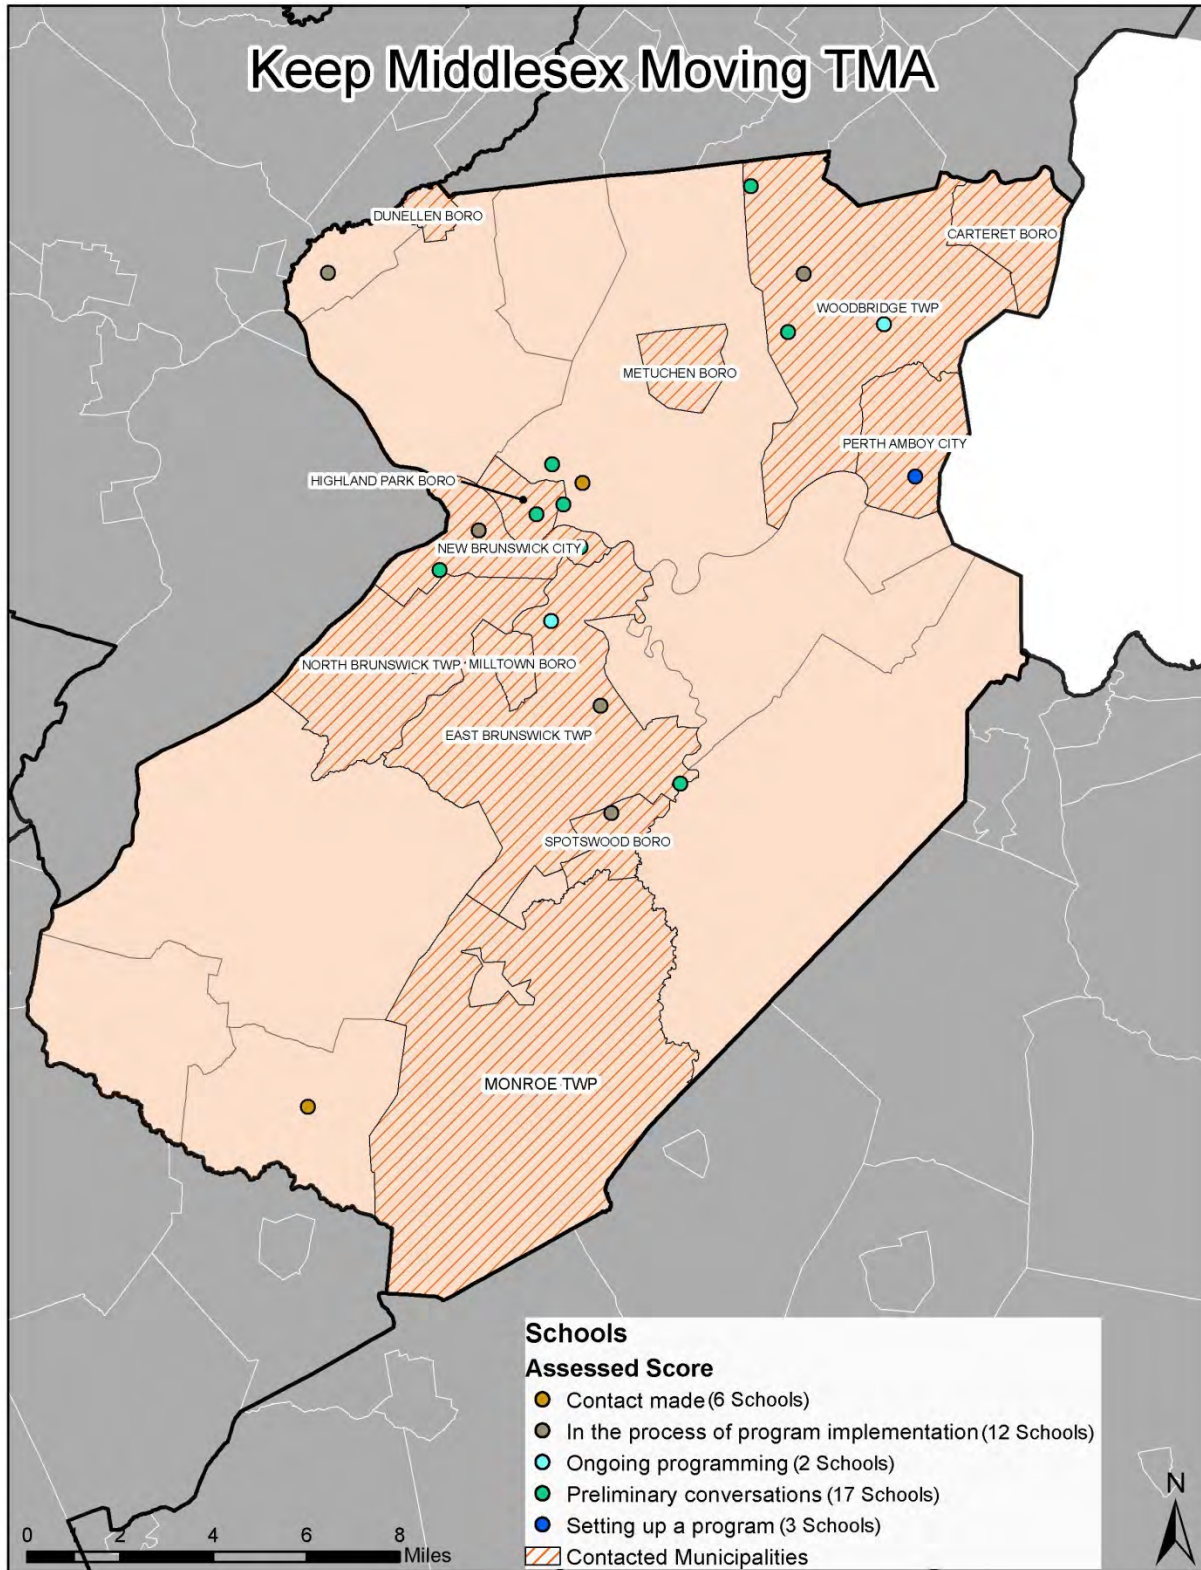 Keep Middlesex Moving TMA
DUNELLEN BORO
CARTERET BORO
WOODBRIDGE TWP
METUCHEN BORO
PERTH AMBOY CITY
HIGHLAND PARK BORO
NEW BRUNSWICK CITY
NORTH BRUNSWICK TWP
MILLTOWN BORO
EAST BRUNSWICK TWP
SPOTSWOOD BORO
MONROE TWP
Schools
Assessed Score
Contact made (6 Schools)
In the process of program implementation (12 Schools)
Ongoing programming (2 Schools)
Preliminary conversations (17 Schools)
Setting up a program (3 Schools)
Contacted Municipalities
N
0 1 2 4 6 8
Miles